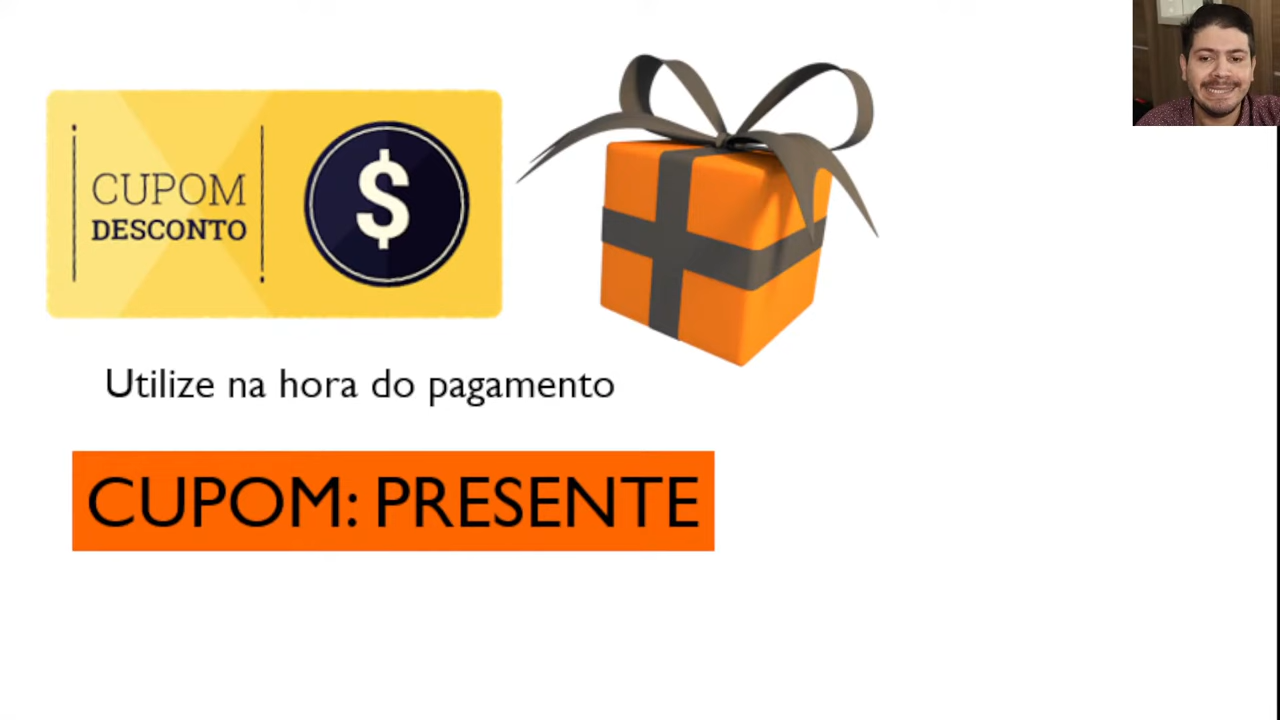 CUPOM
DESCONTO
$
Utilize na hora do pagamento
CUPOM: PRESENTE